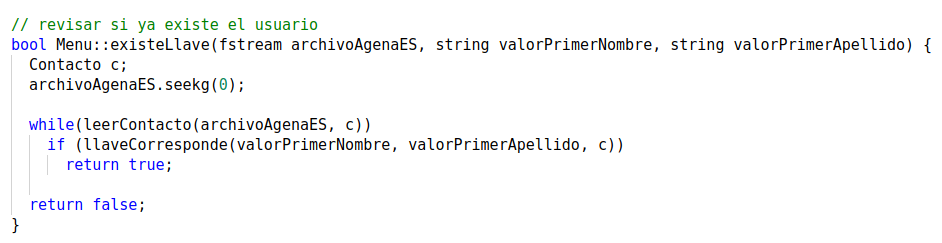 // revisar si ya existe el usuario
bool Menu::existeLlave(fstream archivoAgenaES, string valorPrimerNombre, string valorPrimerApellido) {
  Contacto c;
  archivoAgenaES.seekg(0);
  while(leerContacto(archivoAgenaES, c))
    if (llaveCorresponde(valorPrimerNombre, valorPrimerApellido, c))
      return true;
  return false;
}